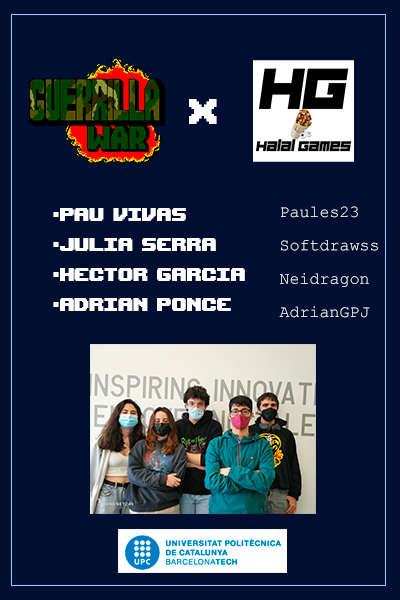 GUERRILLA
WAR
X
HG
Halal Games
·PAU VIVAS
Paules23
·JULIA SERRA
Softdrawss
·HECTOR GARCIA
Neidragon
·ADRIAN PONCE
AdrianGPJ
INSPIRING INNOVAT
UPC
UNIVERSITAT POLITÈCNICA
DE CATALUNYA
BARCELONATECH